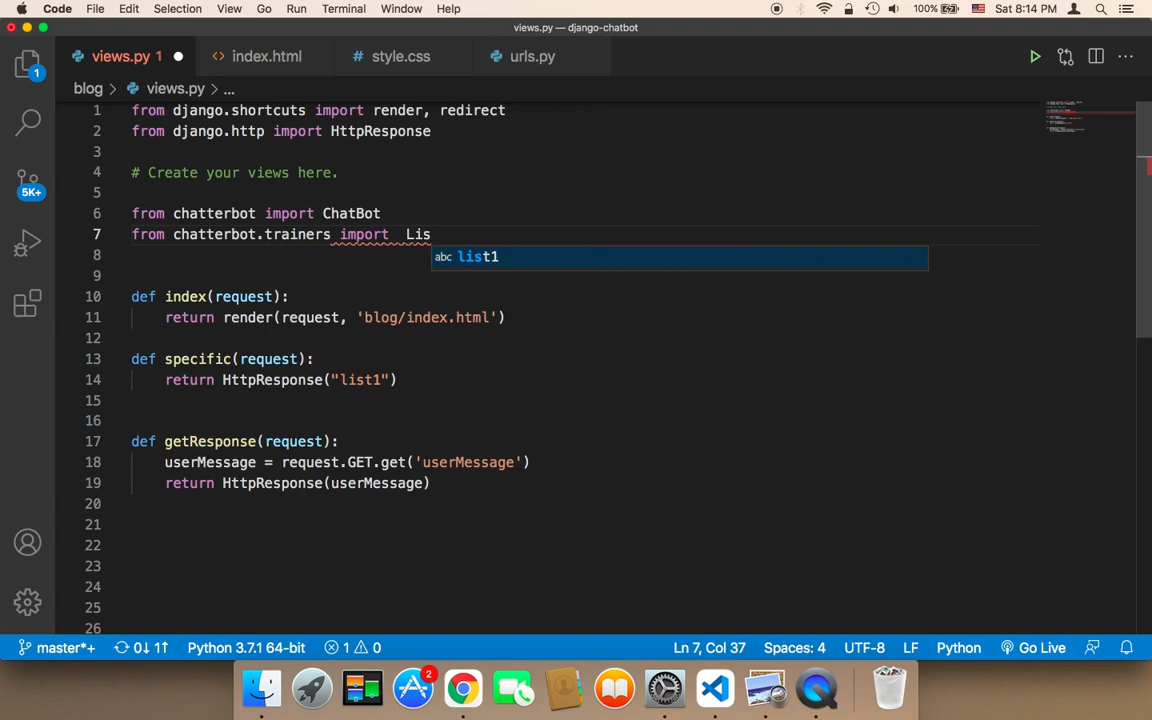 Code File Edit Selection View Go Run Terminal Window Help 100% Sat 8:14 PM
views.py — django-chatbot
views.py 1 index.html style.css urls.py
blog > views.py > ...
1 from django.shortcuts import render, redirect
2 from django.http import HttpResponse
3
4 # Create your views here.
5
6 from chatterbot import ChatBot
7 from chatterbot.trainers import  Lis
abc list1
8
9
10 def index(request):
11 return render(request, 'blog/index.html')
12
13 def specific(request):
14 return HttpResponse("list1")
15
16
17 def getResponse(request):
18 userMessage = request.GET.get('userMessage')
19 return HttpResponse(userMessage)
20
21
22
23
24
25
26
1
5K+
master*+ 0↓ 1↑ Python 3.7.1 64-bit 1 0 Ln 7, Col 37 Spaces: 4 UTF-8 LF Python Go Live
2